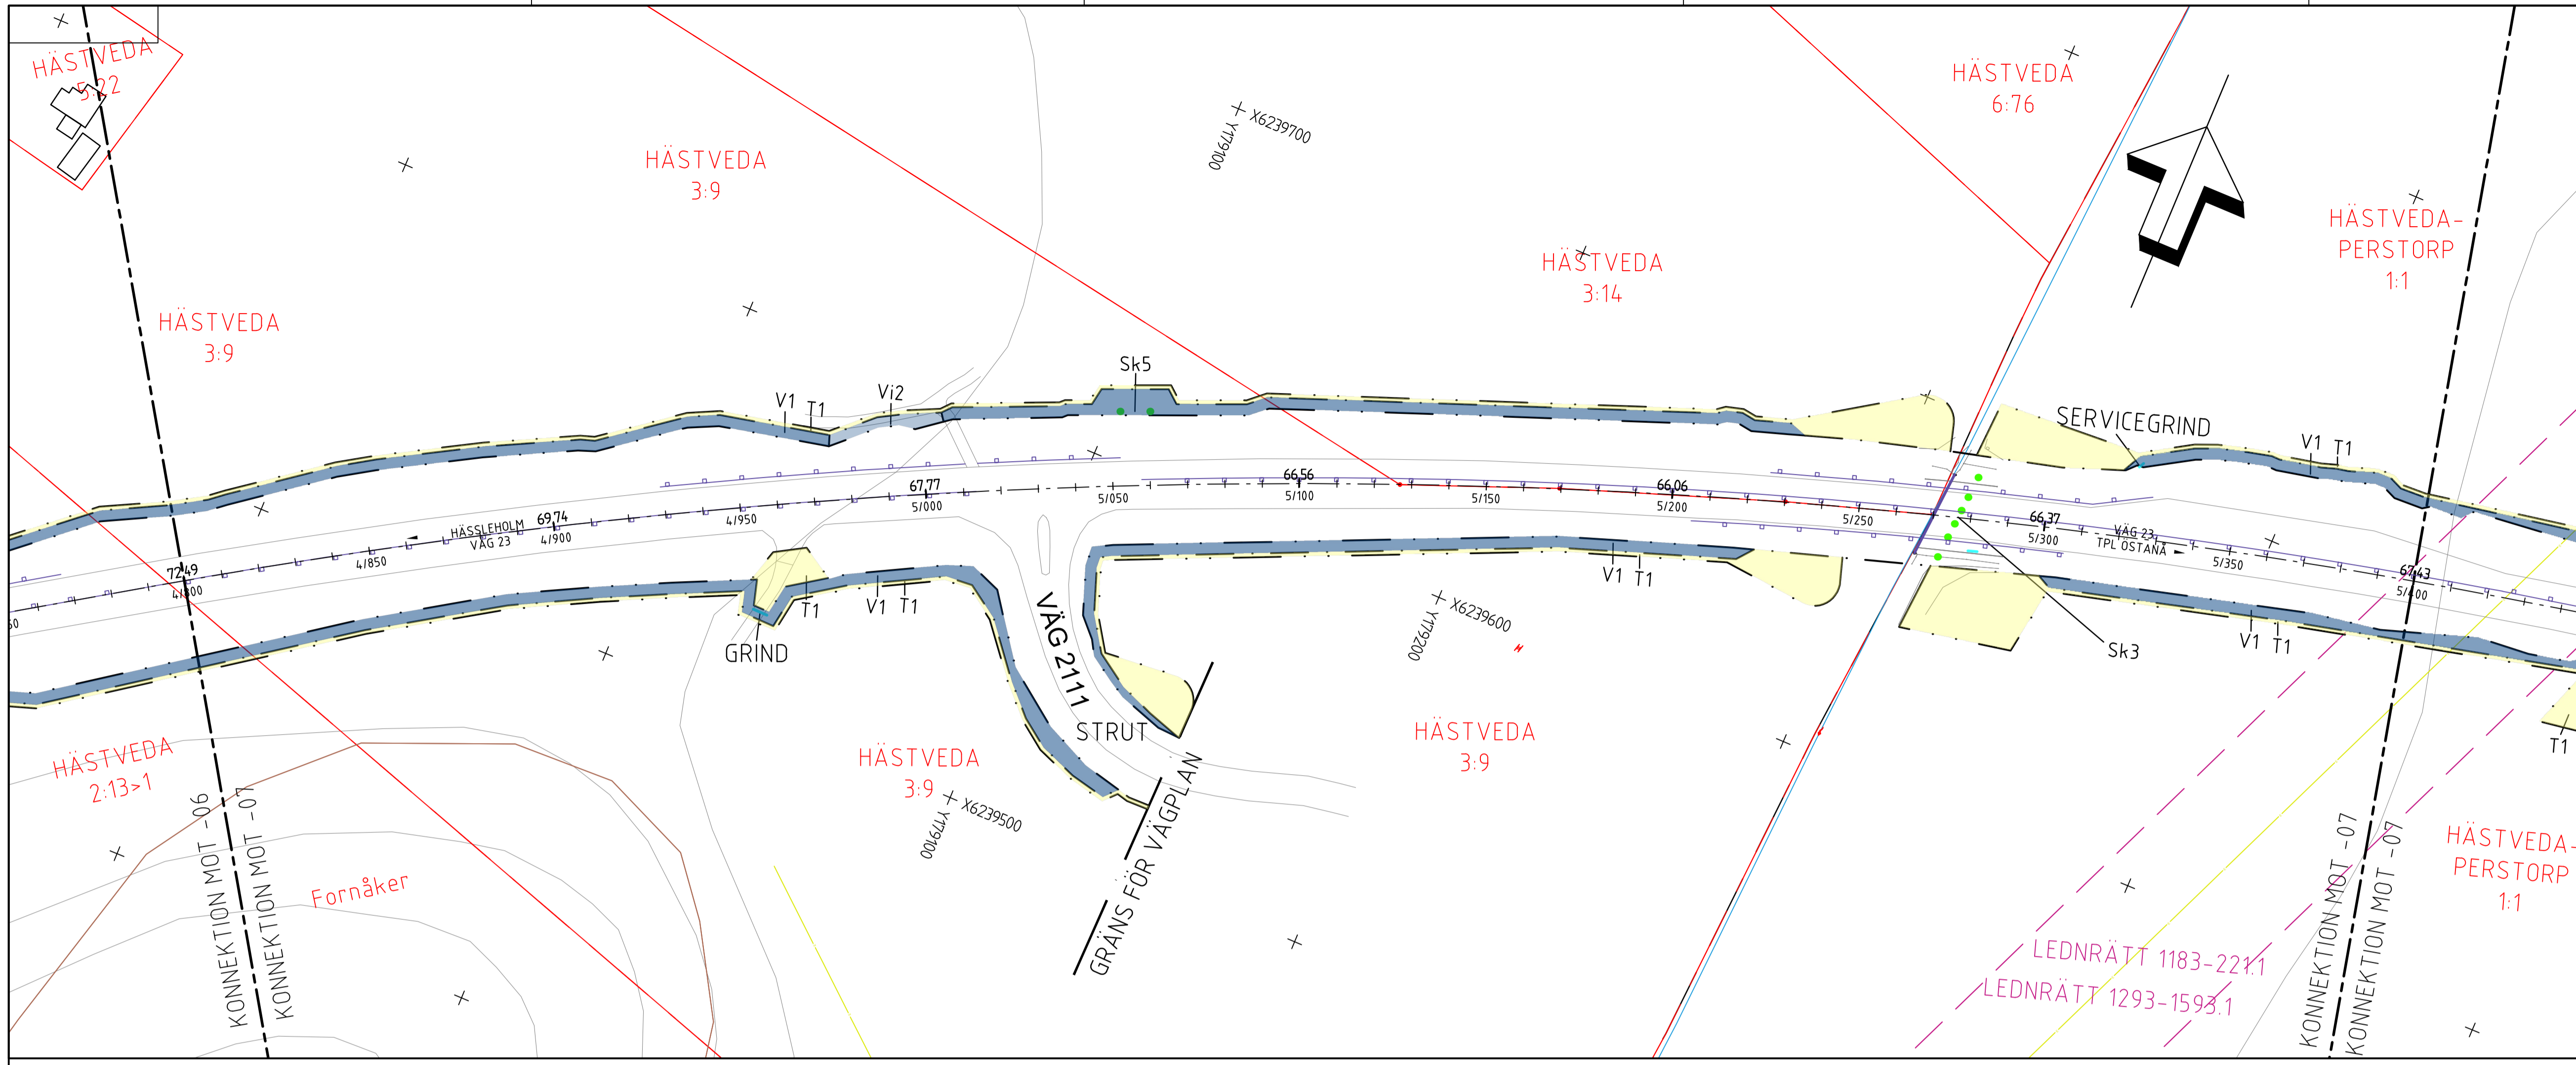 HÄSTVEDA
5:22
HÄSTVEDA
6:76
X6239700
Y179100
HÄSTVEDA
3:9
HÄSTVEDA-
PERSTORP
1:1
HÄSTVEDA
3:14
HÄSTVEDA
3:9
Sk5
Vi2
V1
T1
SERVICEGRIND
V1
T1
66,56
66,06
67,77
69,74
66,37
72,49
67,43
HÄSSLEHOLM
VÄG 23
VÄG 23
TPL ÖSTANÅ
50
4/800
4/850
4/900
4/950
5/000
5/050
5/100
5/150
5/200
5/250
5/300
5/350
5/400
T1
V1
T1
V1
T1
V1
T1
GRIND
VÄG 2111
X6239600
Y179200
Sk3
STRUT
HÄSTVEDA
2:13>1
HÄSTVEDA
3:9
HÄSTVEDA
3:9
T1
X6239500
Y179100
GRÄNS FÖR VÄGPLAN
Fornåker
KONNEKTION MOT -06
KONNEKTION MOT -07
KONNEKTION MOT -07
KONNEKTION MOT -07
HÄSTVEDA-
PERSTORP
1:1
LEDNRÄTT 1183-221.1
LEDNRÄTT 1293-1593.1